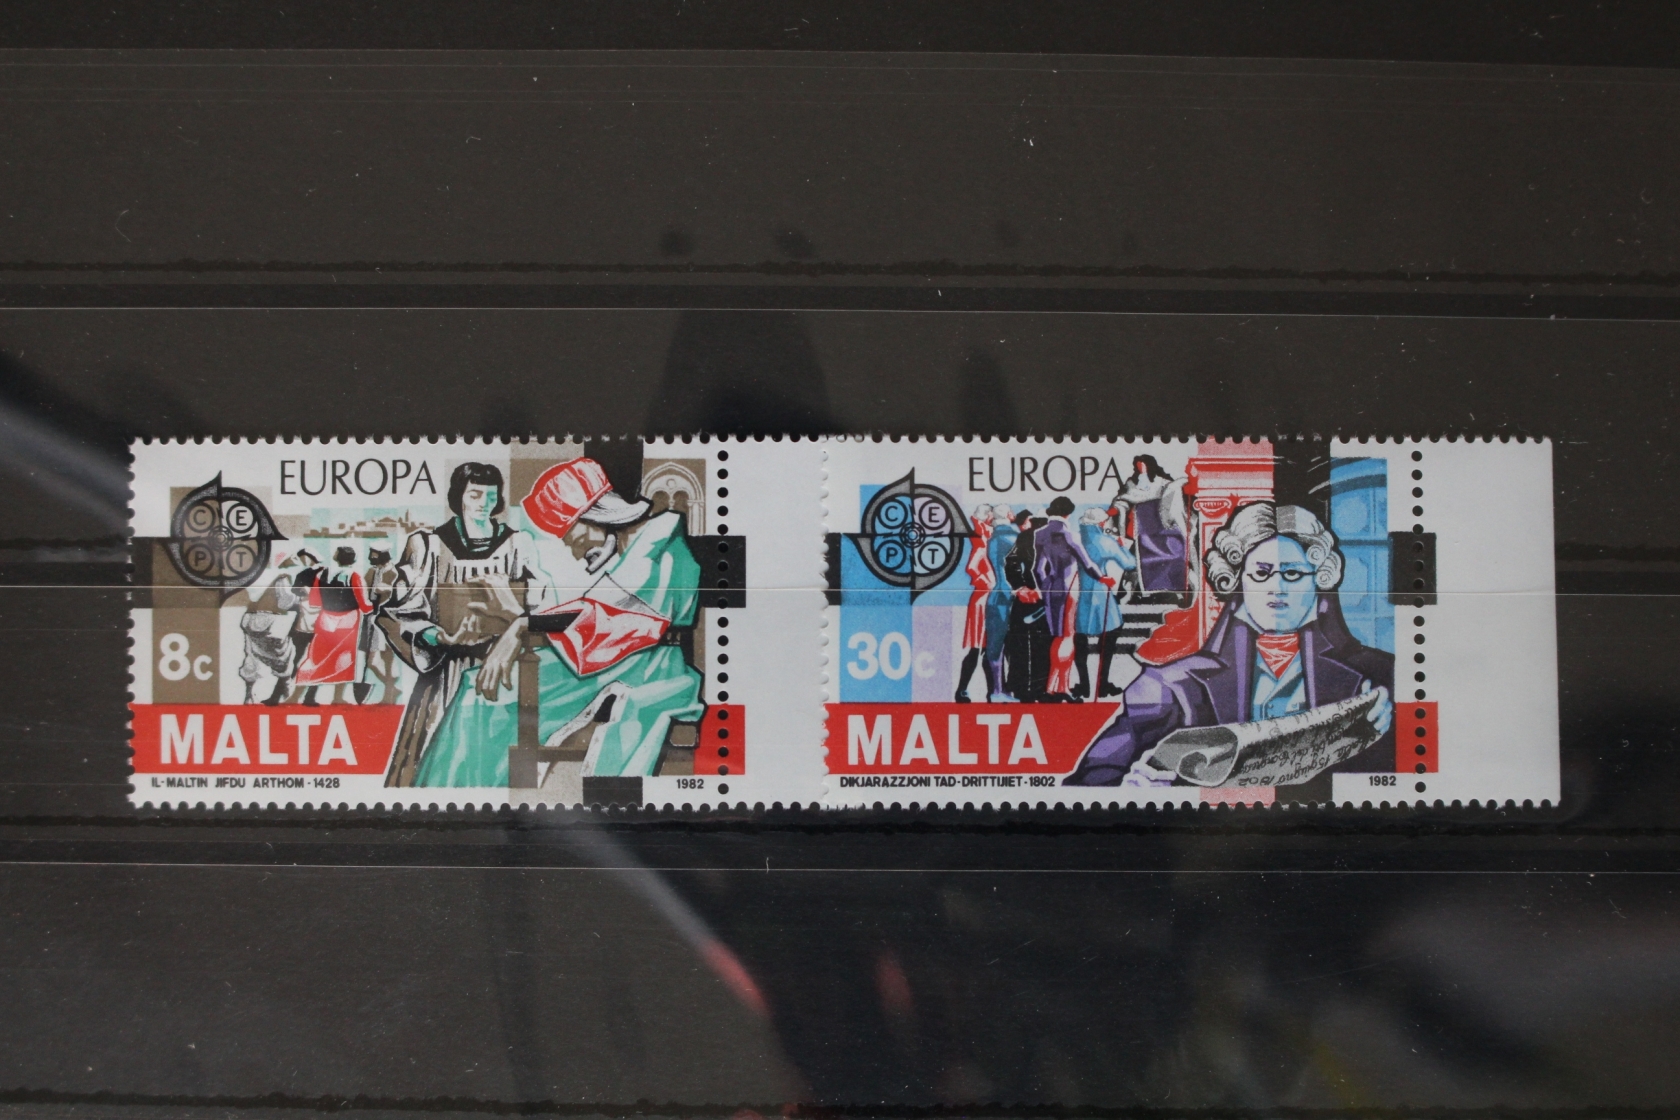 EUROPA
C E
P T
8c
MALTA
IL-MALTIN JIFDU ARTHOM-1428
1982
EUROPA
C E
P T
30c
MALTA
DIKJARAZZJONI TAD-DRITTIJIET-1802
1982